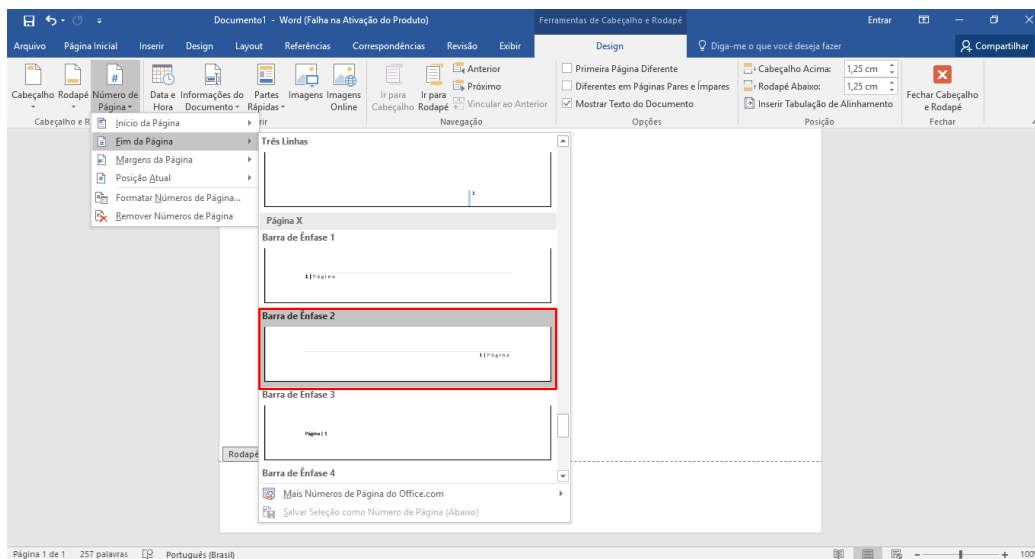 Documento1 - Word (Falha na Ativação do Produto)
Ferramentas de Cabeçalho e Rodapé
Entrar
Arquivo Página Inicial Inserir Design Layout Referências Correspondências Revisão Exibir Design Diga-me o que você deseja fazer Compartilhar
Cabeçalho Rodapé Número de Página
Data e Hora Informações do Documento Partes Rápidas Imagens Imagens Online
Ir para Cabeçalho Ir para Rodapé
Anterior
Próximo
Vincular ao Anterior
Primeira Página Diferente
Diferentes em Páginas Pares e Ímpares
Mostrar Texto do Documento
Cabeçalho Acima: 1,25 cm
Rodapé Abaixo: 1,25 cm
Inserir Tabulação de Alinhamento
Fechar Cabeçalho e Rodapé
Cabeçalho e R
rir
Navegação
Opções
Posição
Fechar
Início da Página
Fim da Página
Margens da Página
Posição Atual
Formatar Números de Página...
Remover Números de Página
Três Linhas
1
Página X
Barra de Ênfase 1
1 | Página
Barra de Ênfase 2
1 | Página
Barra de Ênfase 3
Página | 1
Barra de Ênfase 4
Mais Números de Página do Office.com
Salvar Seleção como Número de Página (Abaixo)
Rodapé
Página 1 de 1 257 palavras Português (Brasil)
100